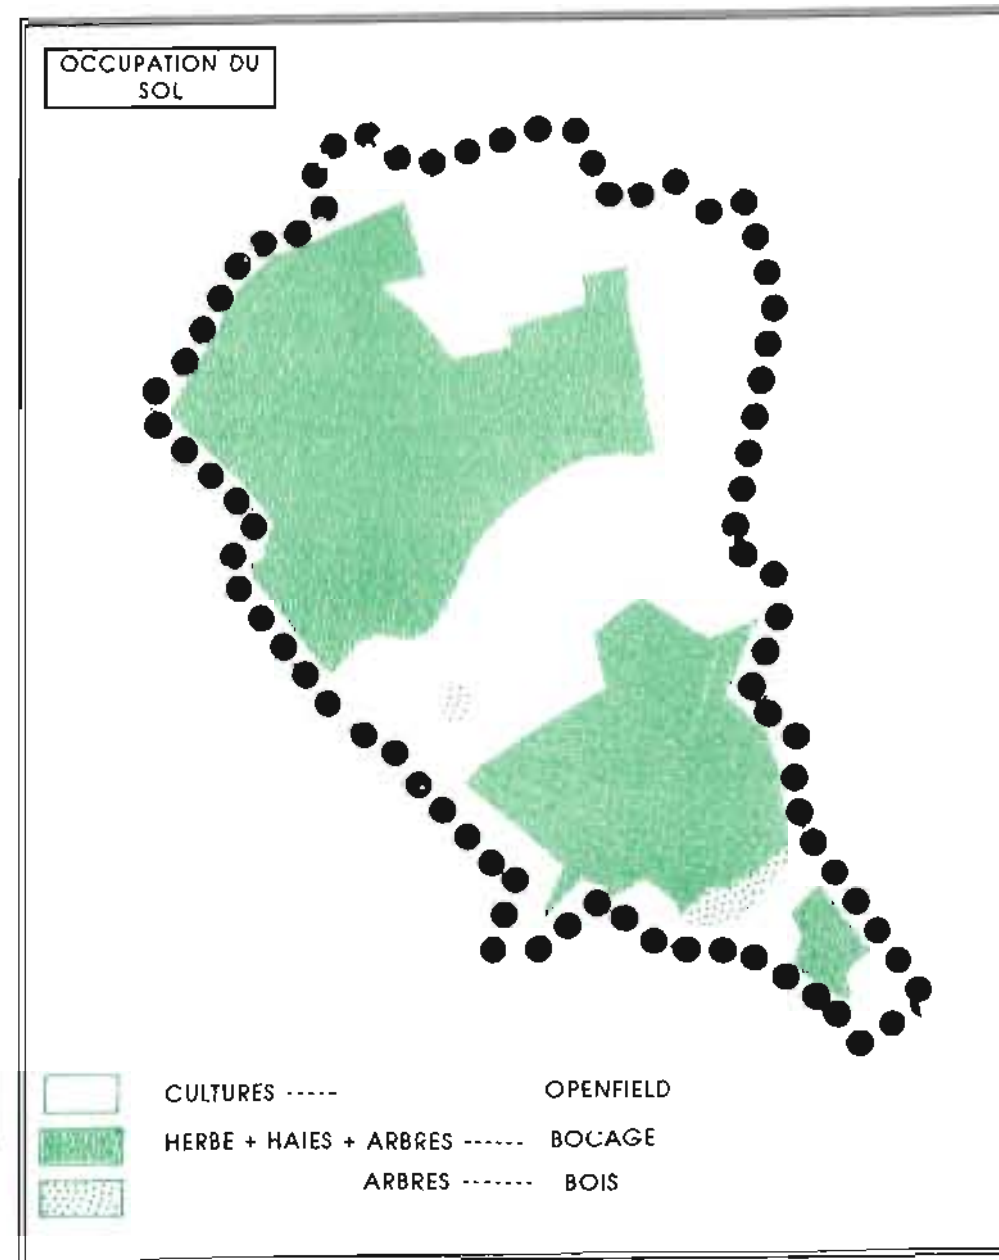 OCCUPATION DU
SOL
CULTURES ----- OPENFIELD
HERBE + HAIES + ARBRES ------ BOCAGE
ARBRES ------- BOIS